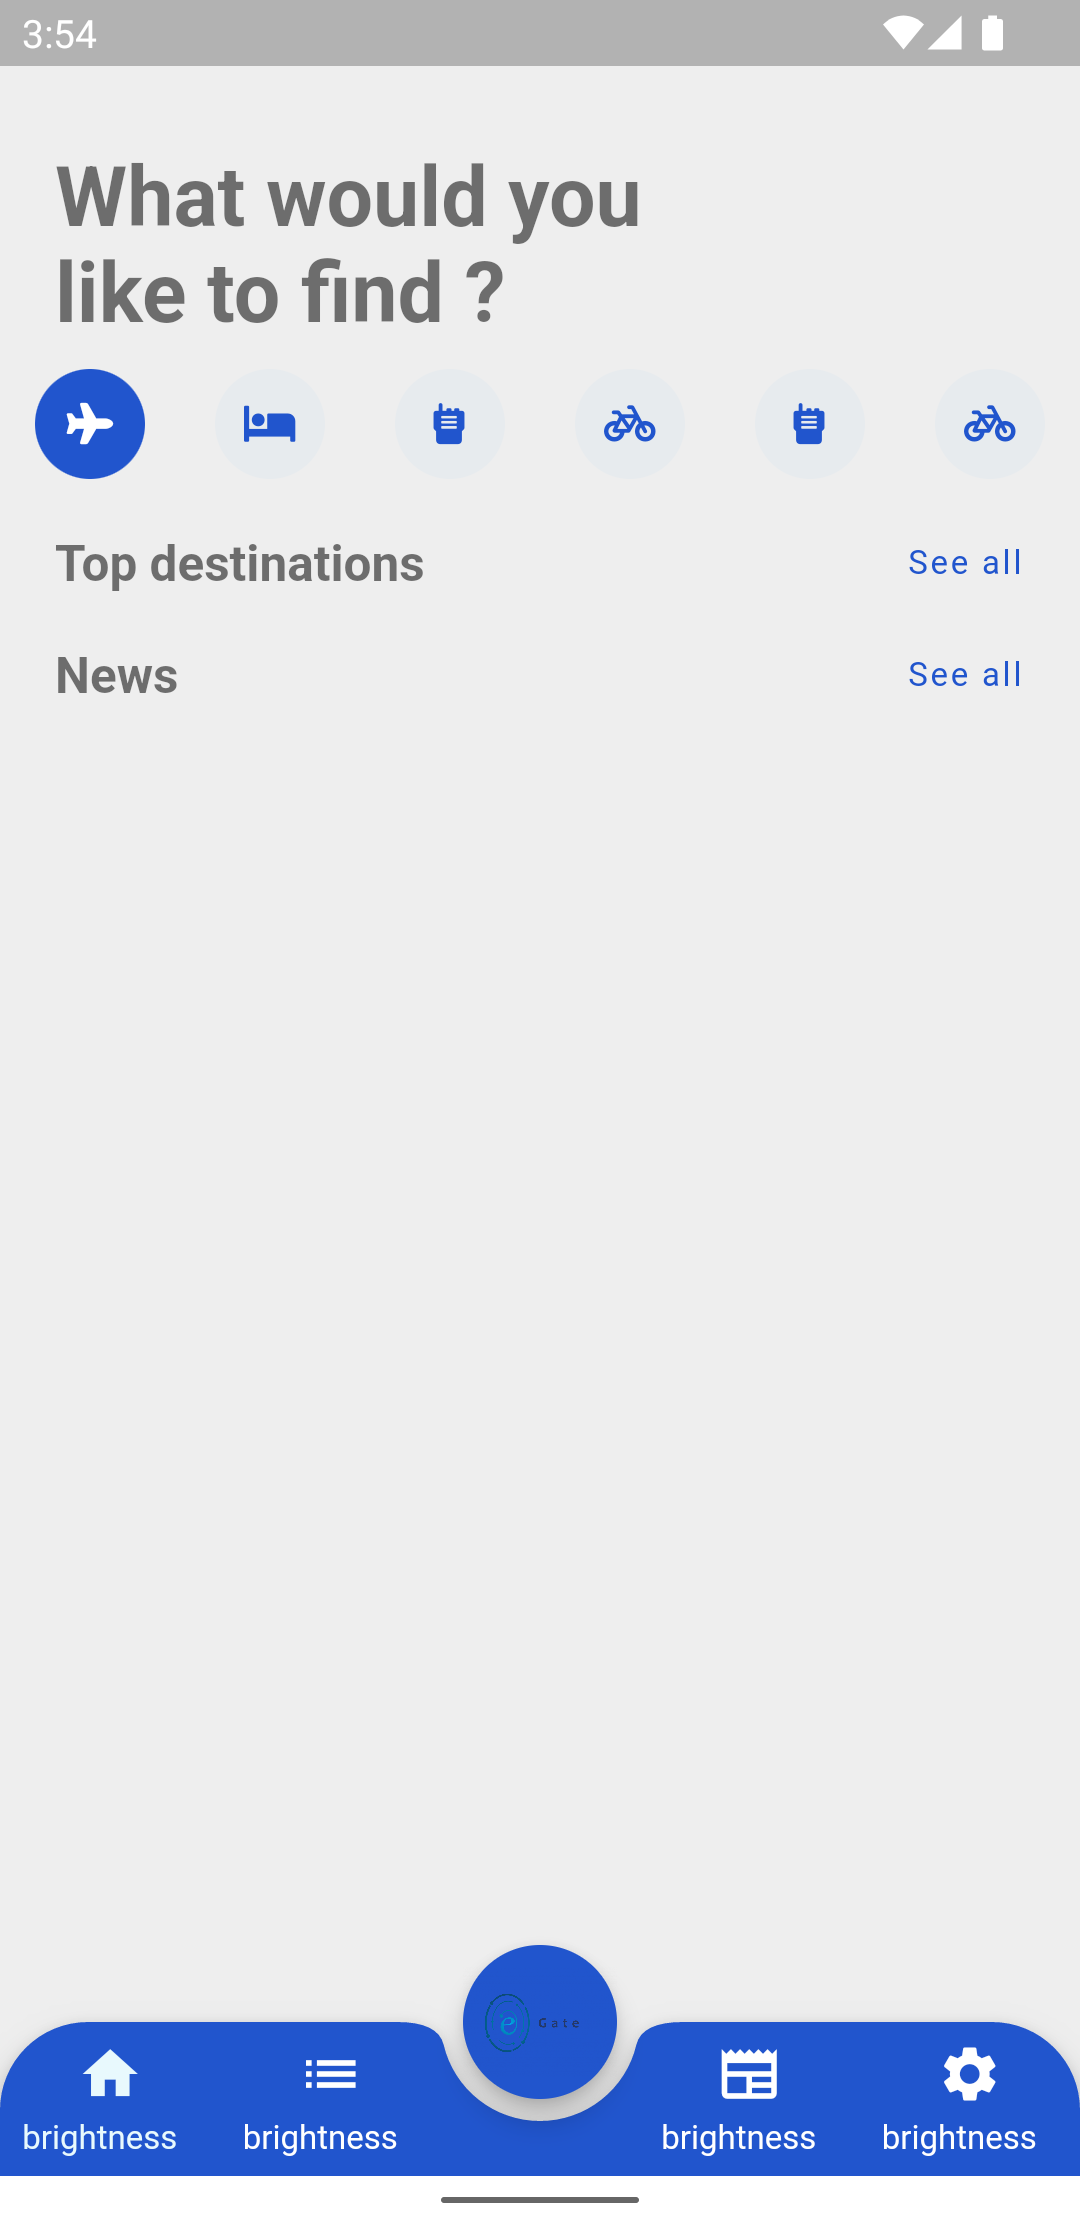 3:54
What would you
like to find ?
Top destinations
See all
News
See all
e Gate
brightness
brightness
brightness
brightness